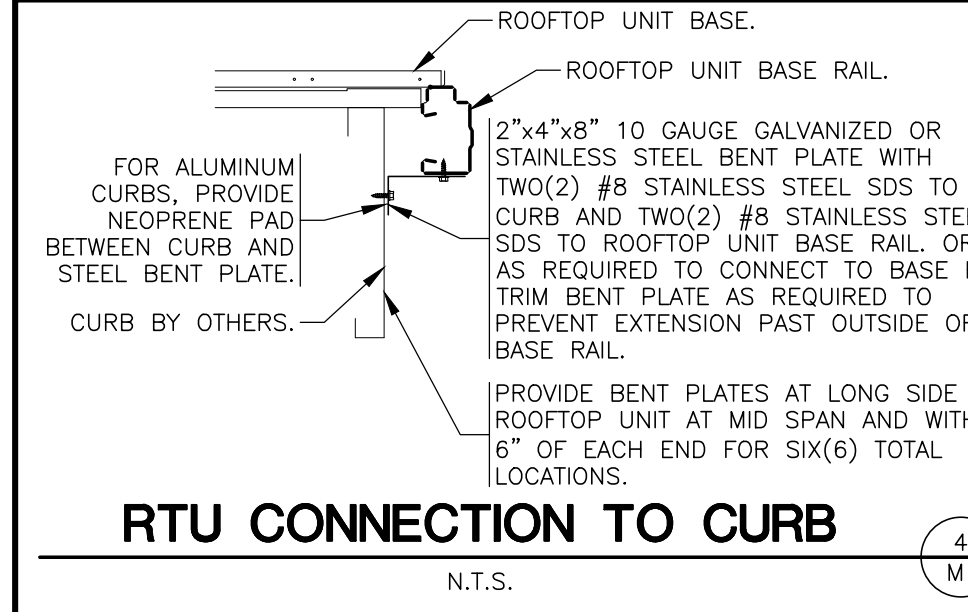 ROOFTOP UNIT BASE.
ROOFTOP UNIT BASE RAIL.
2"x4"x8" 10 GAUGE GALVANIZED OR
STAINLESS STEEL BENT PLATE WITH
TWO(2) #8 STAINLESS STEEL SDS TO
CURB AND TWO(2) #8 STAINLESS
SDS TO ROOFTOP UNIT BASE RAIL. OR
AS REQUIRED TO CONNECT TO BASE
TRIM BENT PLATE AS REQUIRED TO
PREVENT EXTENSION PAST OUTSIDE OF
BASE RAIL.
FOR ALUMINUM
CURBS, PROVIDE
NEOPRENE PAD
BETWEEN CURB AND
STEEL BENT PLATE.
CURB BY OTHERS.
PROVIDE BENT PLATES AT LONG SIDE
ROOFTOP UNIT AT MID SPAN AND
6" OF EACH END FOR SIX(6) TOTAL
LOCATIONS.
RTU CONNECTION TO CURB
N.T.S.
4
M